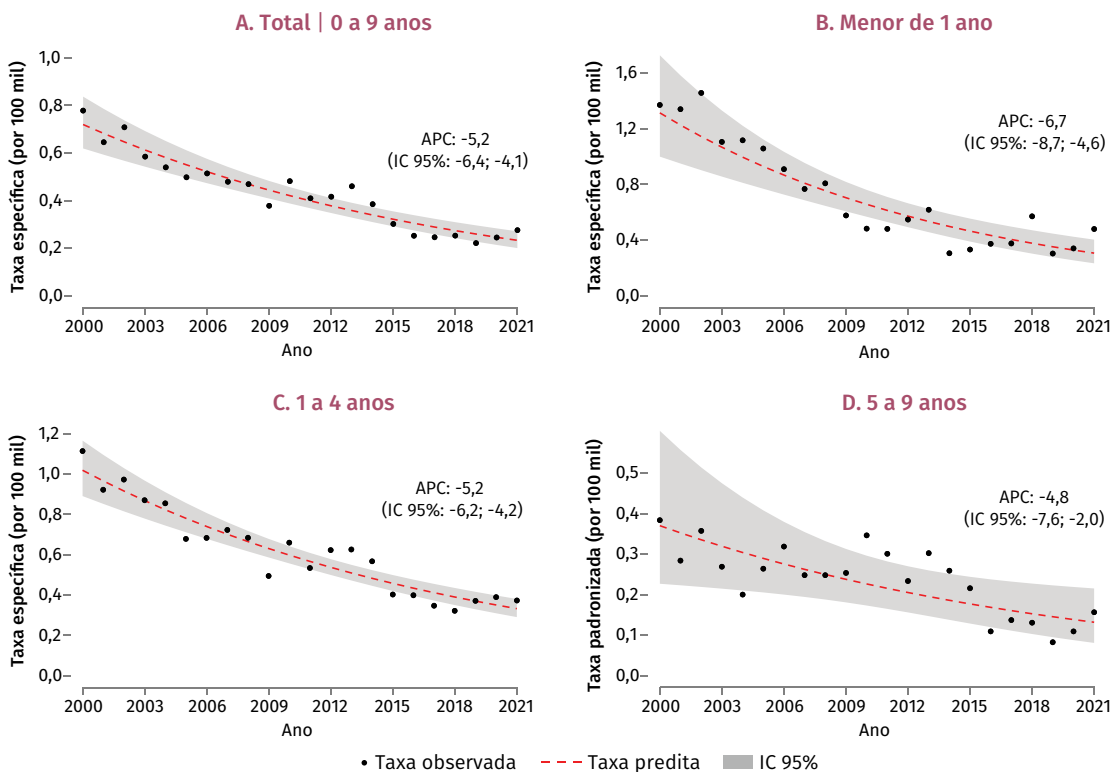 A. Total | 0 a 9 anos
Taxa específica (por 100 mil)
1,0
0,8
0,6
0,4
0,2
0,0
APC: -5,2
(IC 95%: -6,4; -4,1)
2000 2003 2006 2009 2012 2015 2018 2021
Ano
B. Menor de 1 ano
Taxa específica (por 100 mil)
1,6
1,2
0,8
0,4
0,0
APC: -6,7
(IC 95%: -8,7; -4,6)
2000 2003 2006 2009 2012 2015 2018 2021
Ano
C. 1 a 4 anos
Taxa específica (por 100 mil)
1,2
1,0
0,8
0,6
0,4
0,2
0,0
APC: -5,2
(IC 95%: -6,2; -4,2)
2000 2003 2006 2009 2012 2015 2018 2021
Ano
D. 5 a 9 anos
Taxa padronizada (por 100 mil)
0,5
0,4
0,3
0,2
0,1
0,0
APC: -4,8
(IC 95%: -7,6; -2,0)
2000 2003 2006 2009 2012 2015 2018 2021
Ano
Taxa observada Taxa predita IC 95%